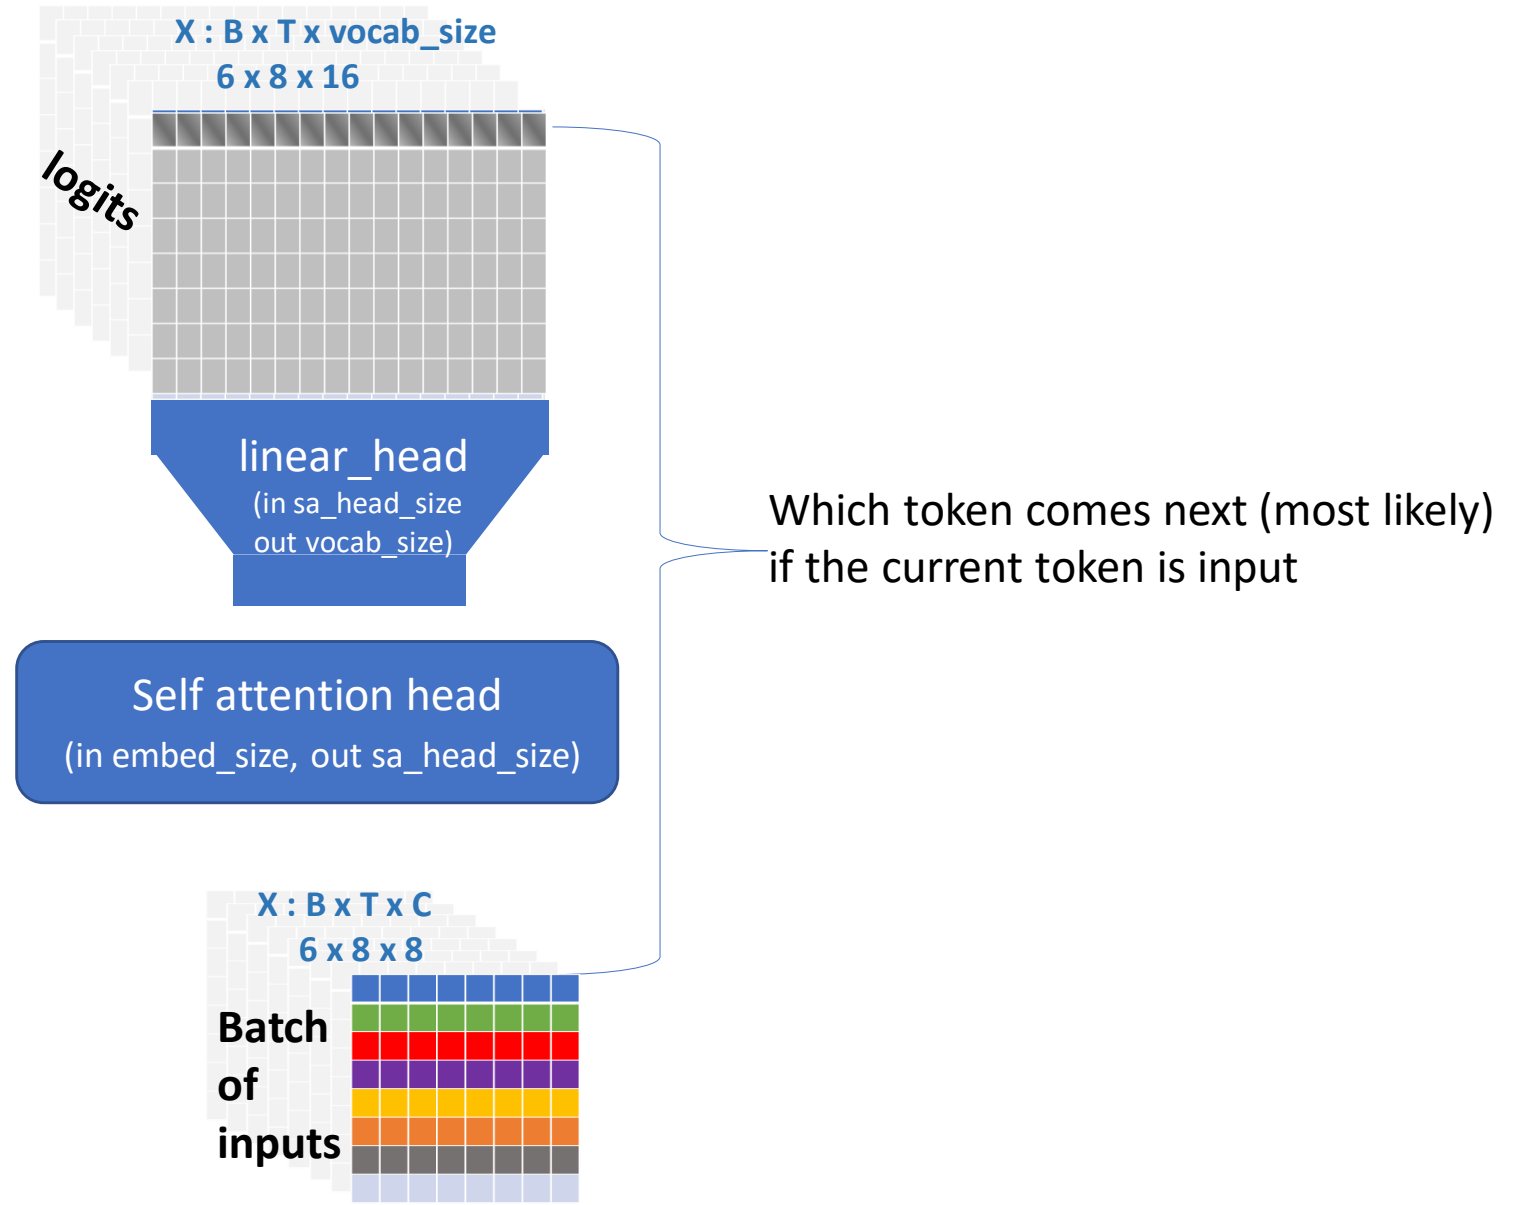 X : B x T x vocab_size
6 x 8 x 16
logits
linear_head
(in sa_head_size
out vocab_size)
Which token comes next (most likely)
if the current token is input
Self attention head
(in embed_size, out sa_head_size)
X : B x T x C
6 x 8 x 8
Batch
of
inputs